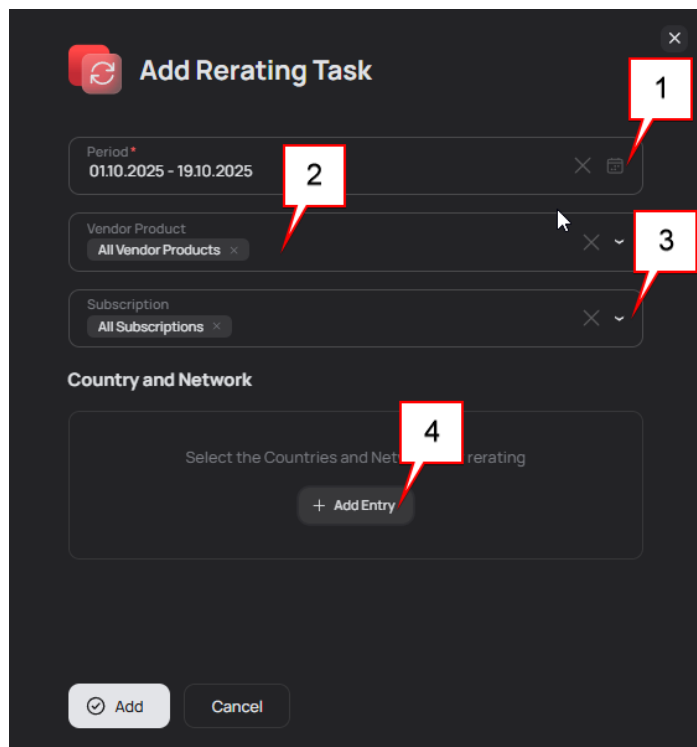 Add Rerating Task
1
Period*
01.10.2025 - 19.10.2025
2
Vendor Product
All Vendor Products
3
Subscription
All Subscriptions
Country and Network
4
Select the Countries and Net rerating
+ Add Entry
Add
Cancel